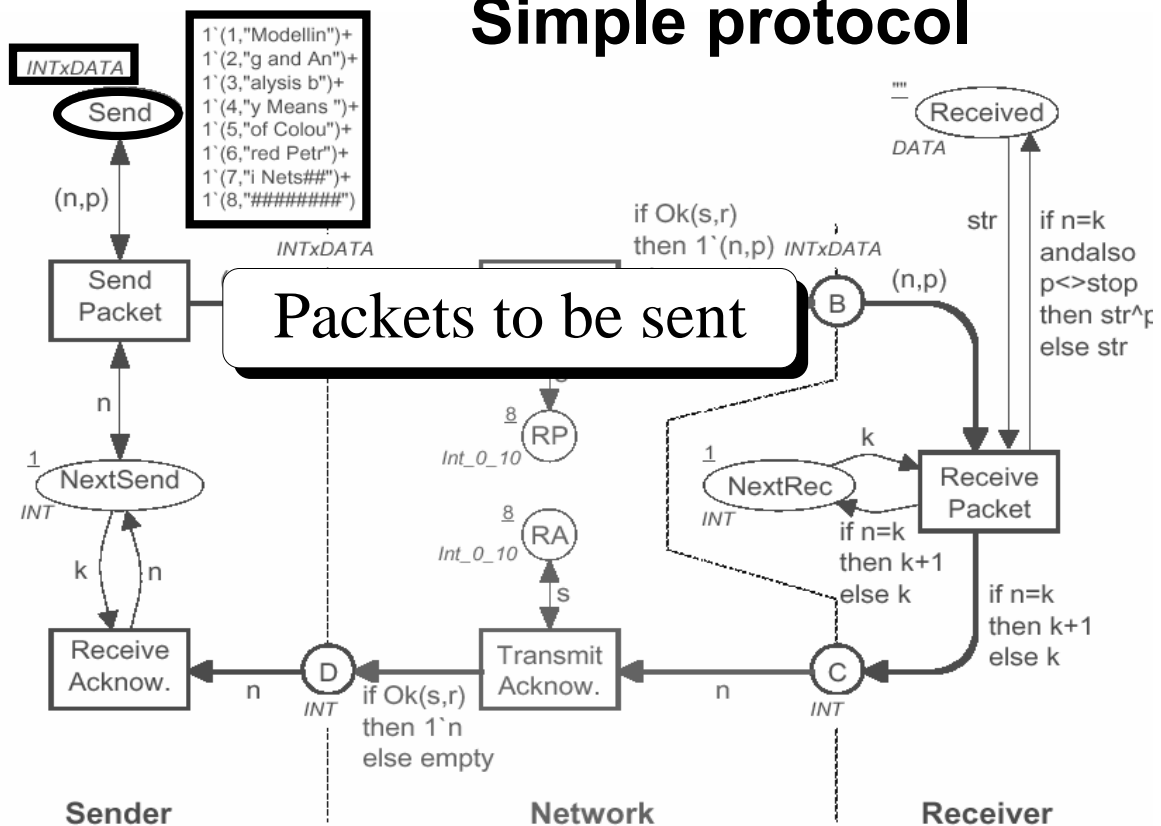 Simple protocol
INTxDATA
Send
1`(1,"Modellin")+
1`(2,"g and An")+
1`(3,"alysis b")+
1`(4,"y Means ")+
1`(5,"of Colou")+
1`(6,"red Petr")+
1`(7,"i Nets##")+
1`(8,"########")
""
Received
DATA
(n,p)
INTxDATA
if Ok(s,r)
then 1`(n,p)
INTxDATA
str
if n=k
andalso
p<>stop
then str^p
else str
Send
Packet
Packets to be sent
B
(n,p)
n
8
RP
Int_0_10
1
NextSend
INT
k
1
NextRec
INT
Receive
Packet
8
RA
Int_0_10
if n=k
then k+1
else k
k
n
s
if n=k
then k+1
else k
Receive
Acknow.
n
D
INT
if Ok(s,r)
then 1`n
else empty
Transmit
Acknow.
n
C
INT
Sender
Network
Receiver